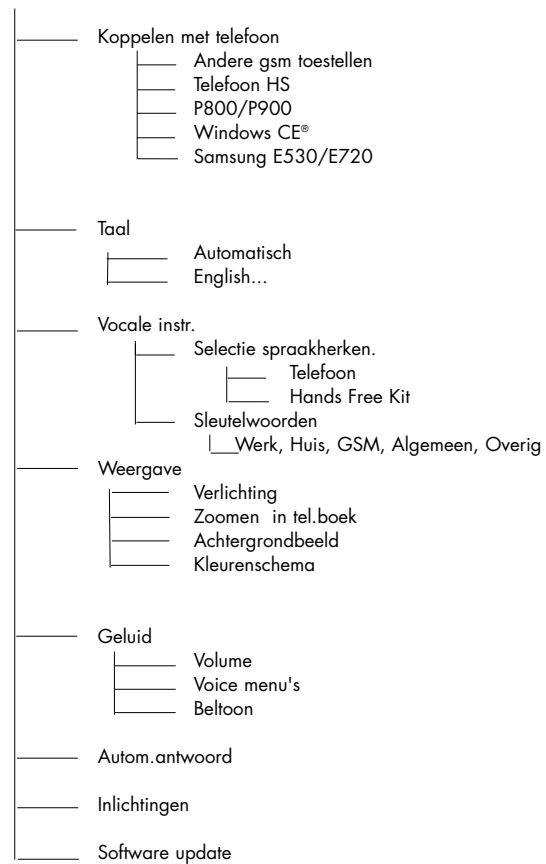 Koppelen met telefoon
Andere gsm toestellen
Telefoon HS
P800/P900
Windows CE®
Samsung E530/E720
Taal
Automatisch
English...
Vocale instr.
Selectie spraakherken.
Telefoon
Hands Free Kit
Sleutelwoorden
Werk, Huis, GSM, Algemeen, Overig
Weergave
Verlichting
Zoomen in tel.boek
Achtergrondbeeld
Kleurenschema
Geluid
Volume
Voice menu's
Beltoon
Autom.antwoord
Inlichtingen
Software update